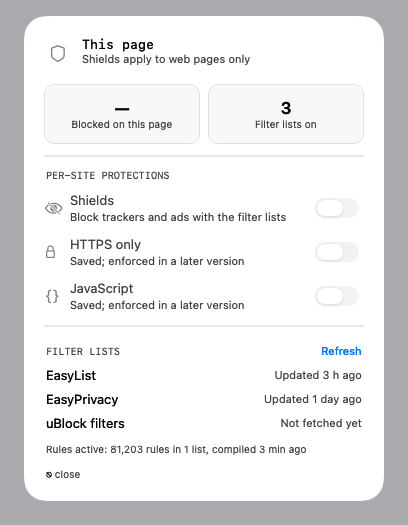 This page
Shields apply to web pages only
—
Blocked on this page
3
Filter lists on
PER-SITE PROTECTIONS
Shields
Block trackers and ads with the filter lists
HTTPS only
Saved; enforced in a later version
{ } JavaScript
Saved; enforced in a later version
FILTER LISTS Refresh
EasyList Updated 3 h ago
EasyPrivacy Updated 1 day ago
uBlock filters Not fetched yet
Rules active: 81,203 rules in 1 list, compiled 3 min ago
close